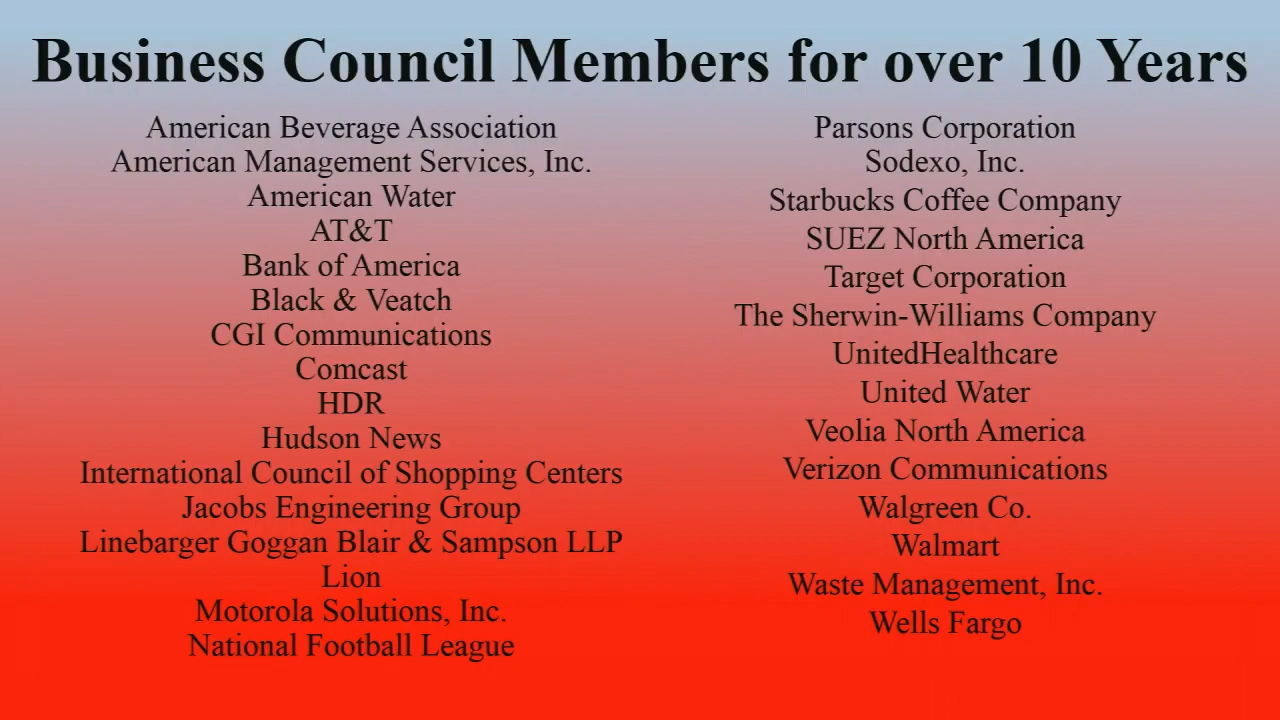 Business Council Members for over 10 Years
American Beverage Association
American Management Services, Inc.
American Water
AT&T
Bank of America
Black & Veatch
CGI Communications
Comcast
HDR
Hudson News
International Council of Shopping Centers
Jacobs Engineering Group
Linebarger Goggan Blair & Sampson LLP
Lion
Motorola Solutions, Inc.
National Football League
Parsons Corporation
Sodexo, Inc.
Starbucks Coffee Company
SUEZ North America
Target Corporation
The Sherwin-Williams Company
UnitedHealthcare
United Water
Veolia North America
Verizon Communications
Walgreen Co.
Walmart
Waste Management, Inc.
Wells Fargo